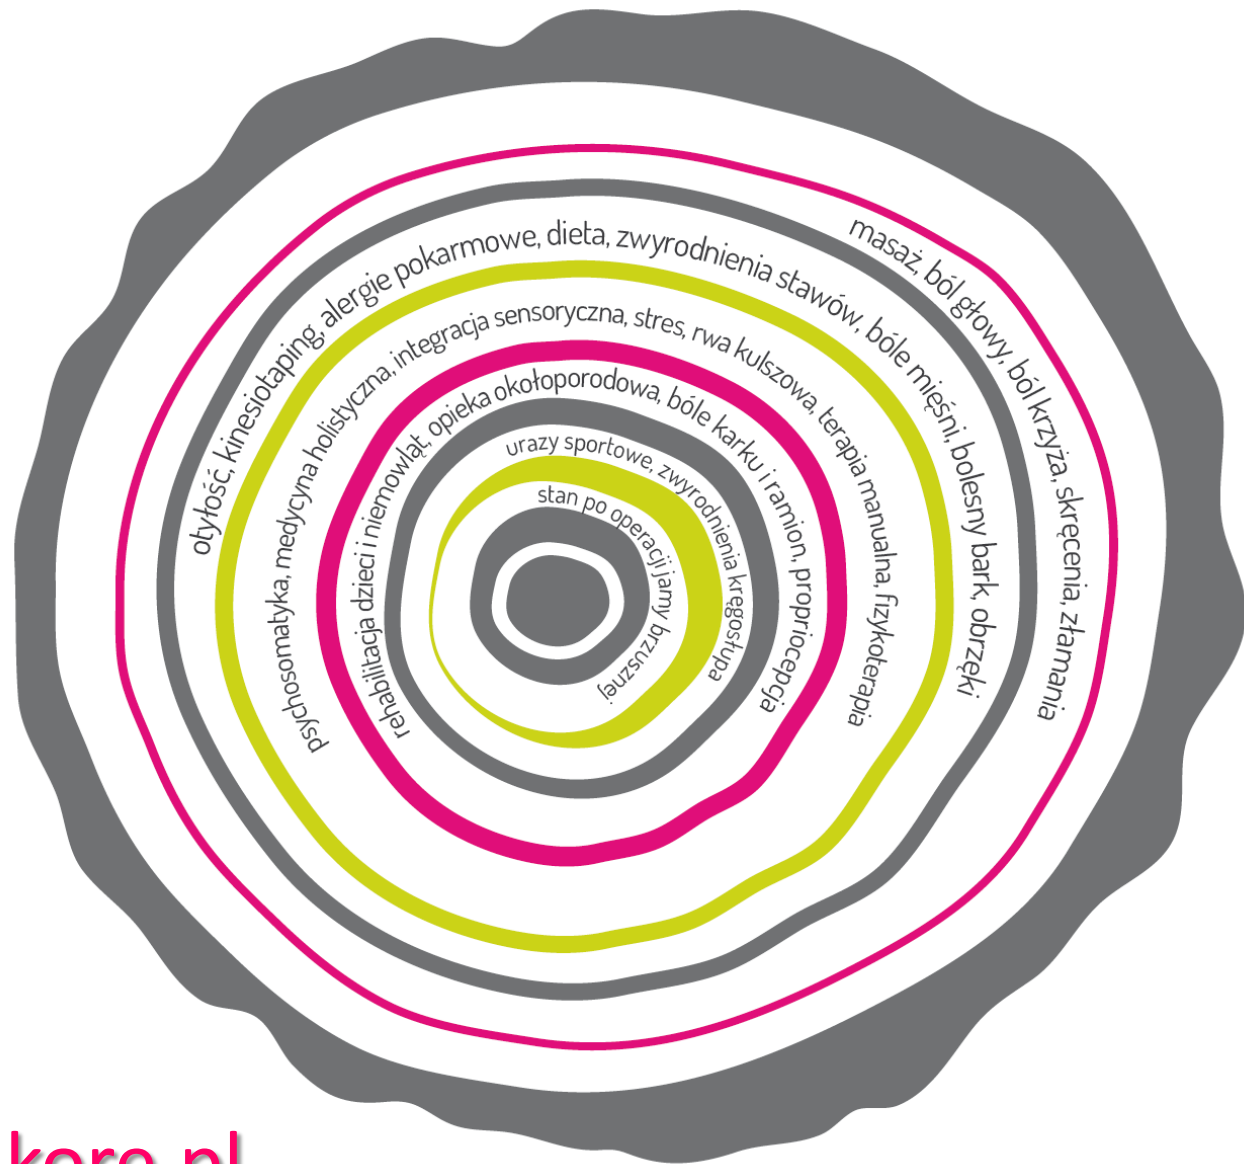 masaż, ból głowy, ból krzyża, skręcenia, złamania
otyłość, kinesiotaping, alergie pokarmowe, dieta, zwyrodnienia stawów, bóle mięśni, bolesny bark, obrzęki
psychosomatyka, medycyna holistyczna, integracja sensoryczna, stres, rwa kulszowa, terapia manualna, fizykoterapia
rehabilitacja dzieci i niemowląt, opieka okołoporodowa, bóle karku i ramion, propriocepcja
urazy sportowe, zwyrodnienia kręgosłupa
stan po operacji jamy brzusznej
kore.pl